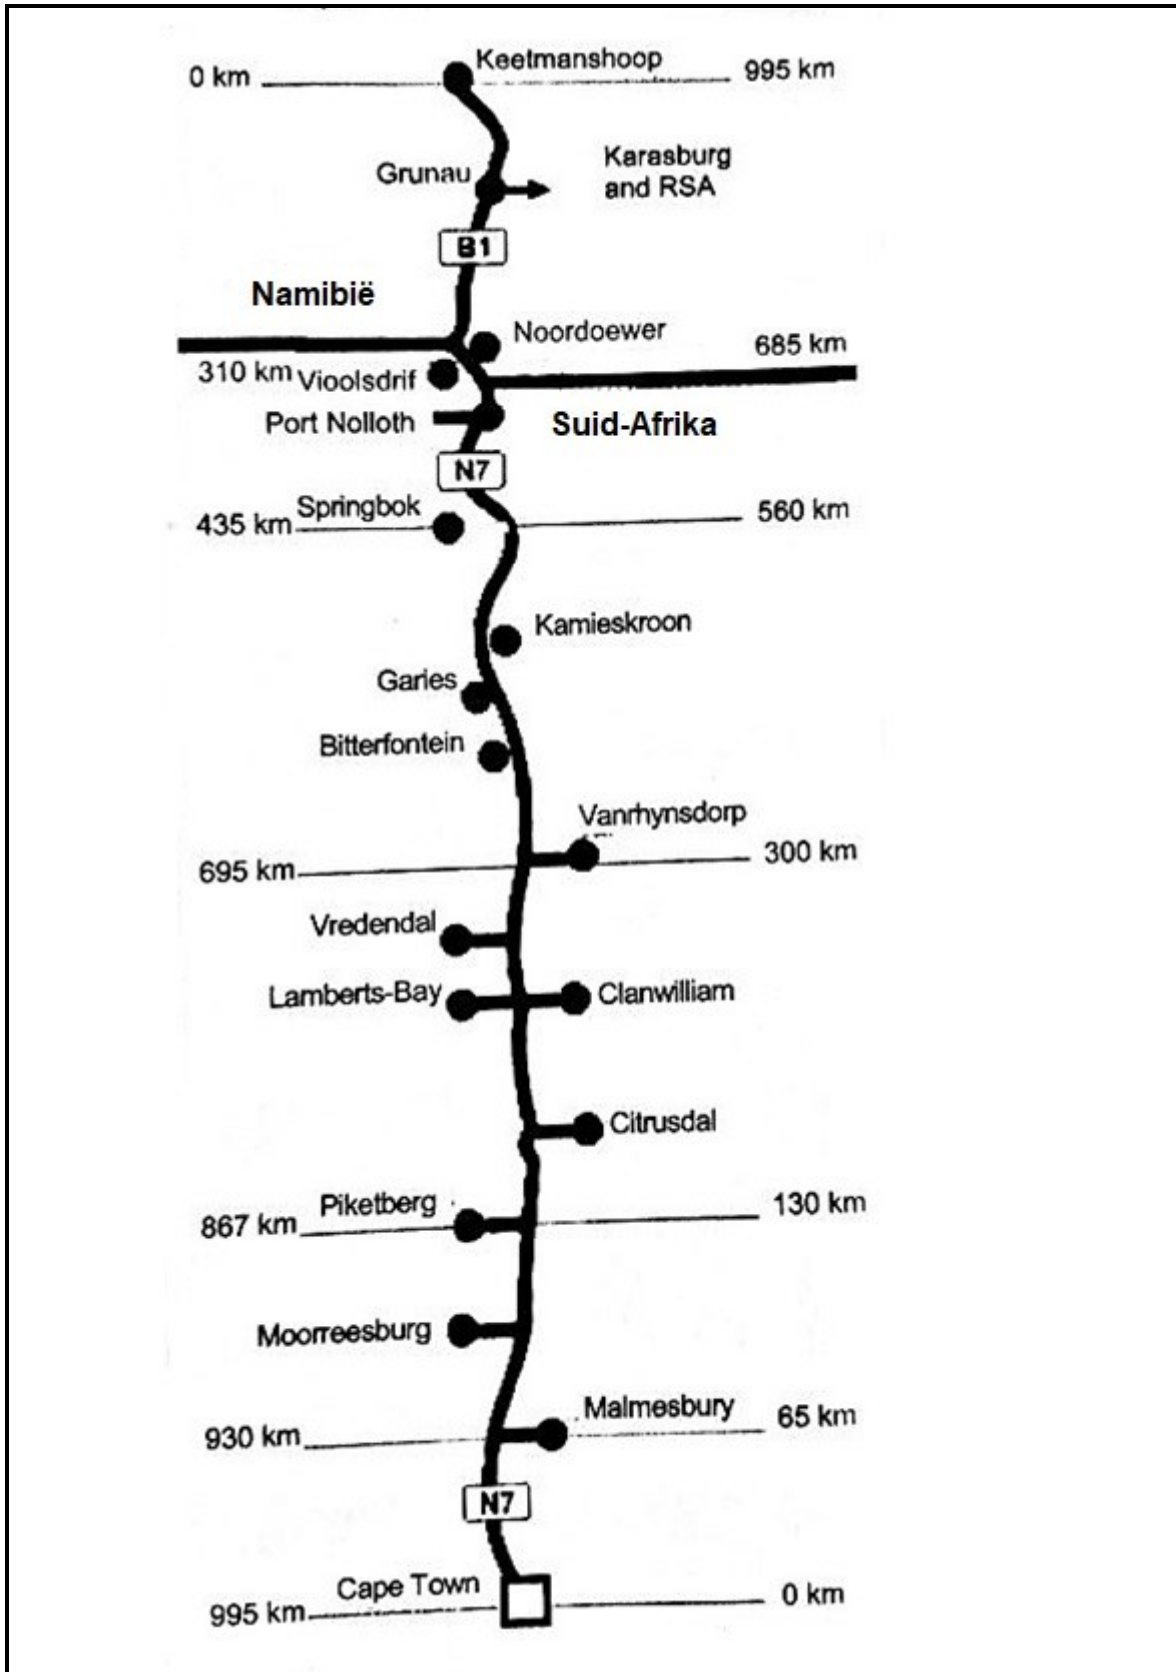 Keetmanshoop
0 km
995 km
Grunau
Karasburg
and RSA
B1
Namibië
Noordoewer
685 km
310 km
Vioolsdrif
Port Nolloth
Suid-Afrika
N7
Springbok
435 km
560 km
Kamieskroon
Garies
Bitterfontein
Vanrhynsdorp
695 km
300 km
Vredendal
Lamberts-Bay
Clanwilliam
Citrusdal
Piketberg
867 km
130 km
Moorreesburg
Malmesbury
930 km
65 km
N7
Cape Town
995 km
0 km